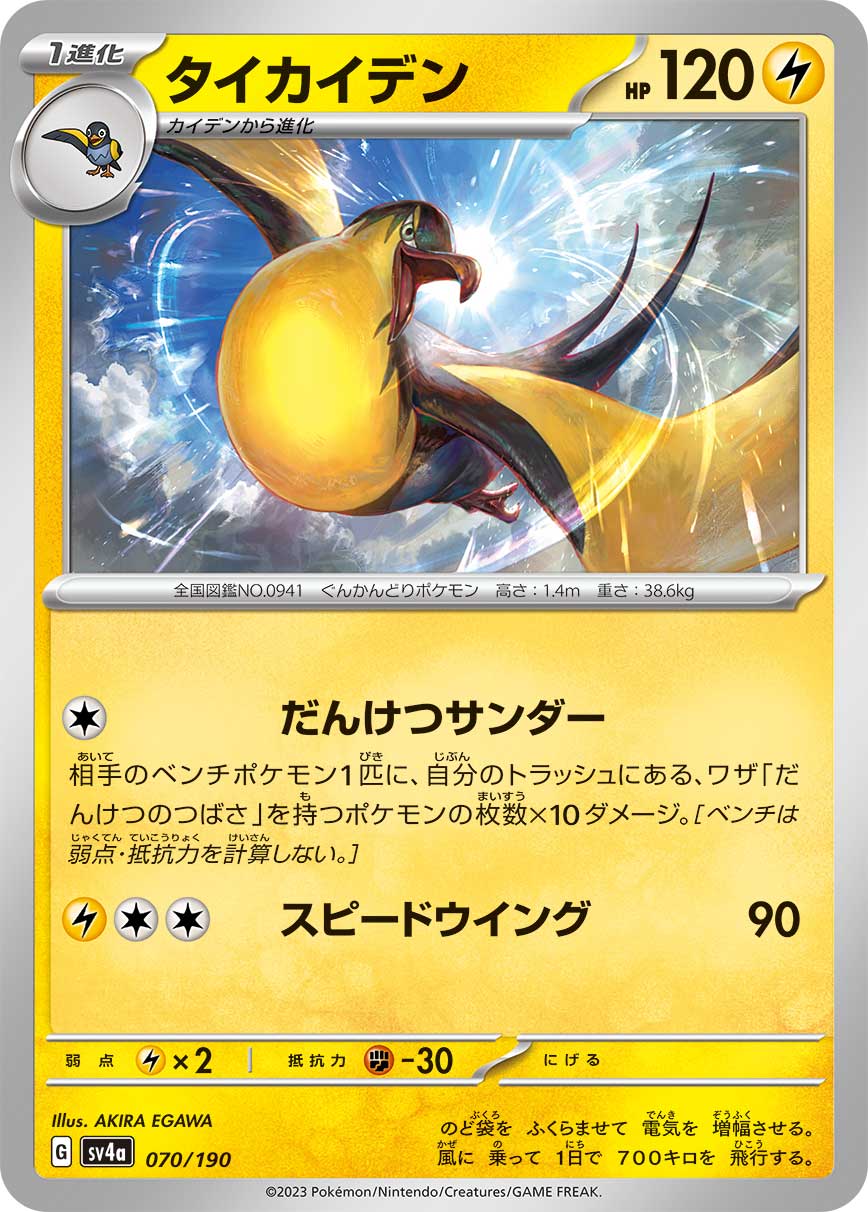 1進化
タイカイデン
HP 120
カイデンから進化
全国図鑑NO.0941 ぐんかんどりポケモン 高さ:1.4m 重さ:38.6kg
だんけつサンダー
相手のベンチポケモン1匹に、自分のトラッシュにある、ワザ「だ
んけつのつばさ」を持つポケモンの枚数×10ダメージ。[ベンチは
弱点・抵抗力を計算しない。]
スピードウイング 90
弱点 ×2 抵抗力 -30 にげる
Illus. AKIRA EGAWA
のど袋を ふくらませて 電気を 増幅させる。
風に 乗って 1日で 700キロを 飛行する。
G sv4a 070/190
©2023 Pokémon/Nintendo/Creatures/GAME FREAK.